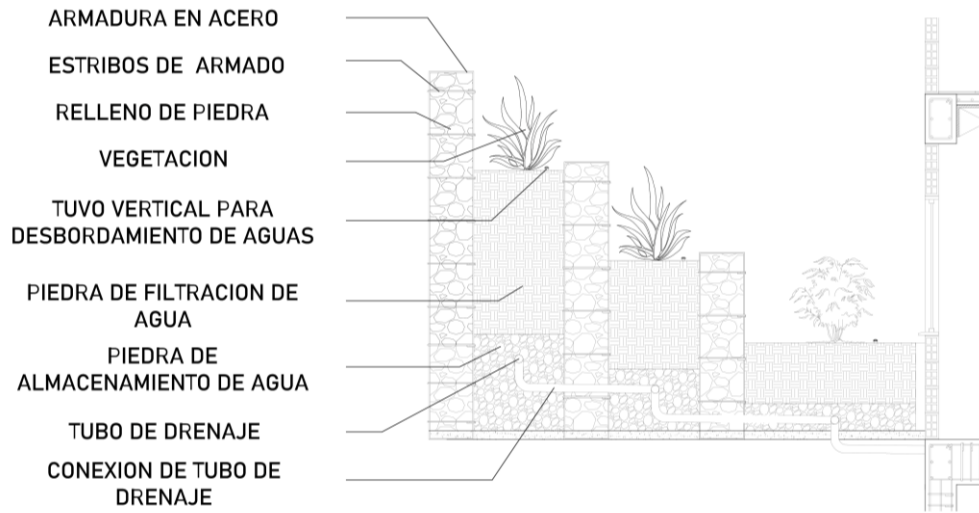 ARMADURA EN ACERO
ESTRIBOS DE ARMADO
RELLENO DE PIEDRA
VEGETACION
TUVO VERTICAL PARA
DESBORDAMIENTO DE AGUAS
PIEDRA DE FILTRACION DE
AGUA
PIEDRA DE
ALMACENAMIENTO DE AGUA
TUBO DE DRENAJE
CONEXION DE TUBO DE
DRENAJE